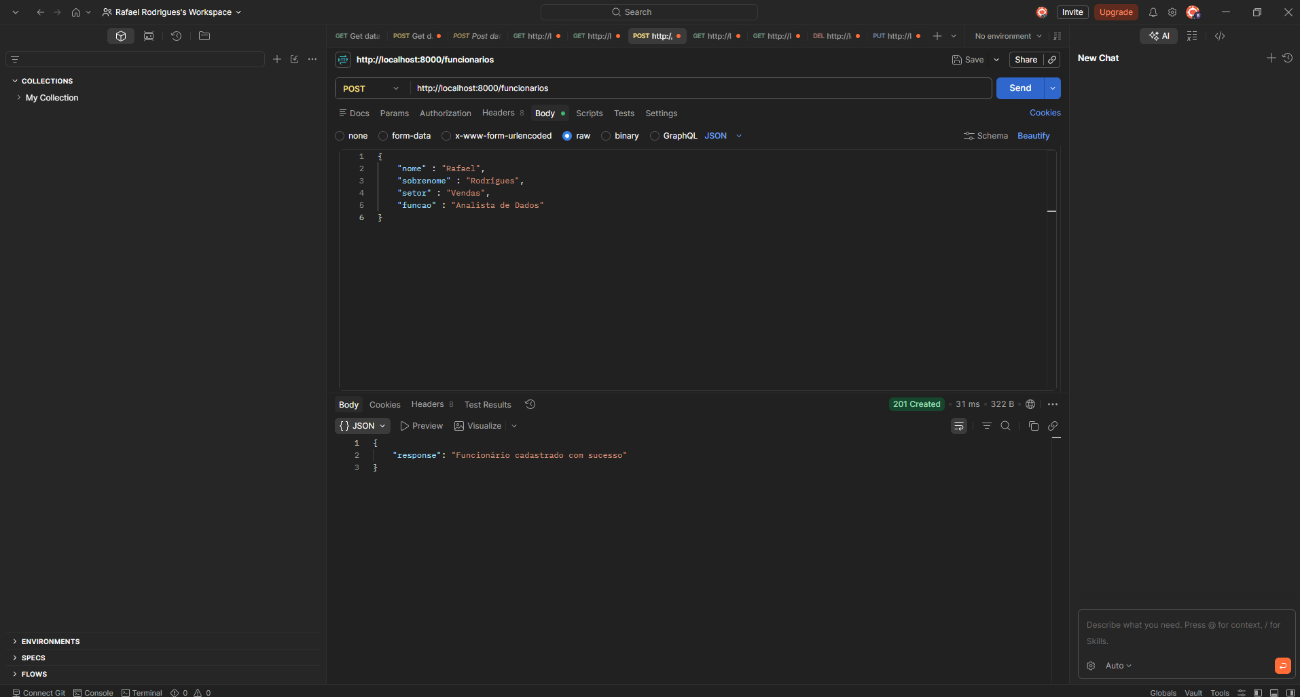 Rafael Rodrigues's Workspace
Search
Invite
Upgrade
COLLECTIONS
My Collection
ENVIRONMENTS
SPECS
FLOWS
GET Get data
POST Get d
POST Post da
GET http://l
GET http://l
POST http:/
GET http://l
GET http://l
DEL http://l
PUT http://l
No environment
http://localhost:8000/funcionarios
Save
Share
POST
http://localhost:8000/funcionarios
Send
Docs Params Authorization Headers 8 Body Scripts Tests Settings
Cookies
none form-data x-www-form-urlencoded raw binary GraphQL JSON
Schema Beautify
1 {
2 "nome" : "Rafael",
3 "sobrenome" : "Rodrigues",
4 "setor" : "Vendas",
5 "funcao" : "Analista de Dados"
6 }
Body Cookies Headers 8 Test Results
201 Created • 31 ms • 322 B
{} JSON Preview Visualize
1 {
2 "response": "Funcionário cadastrado com sucesso"
3 }
AI
New Chat
Describe what you need. Press @ for context, / for
Skills.
Auto
Connect Git Console Terminal 0 0
Globals Vault Tools